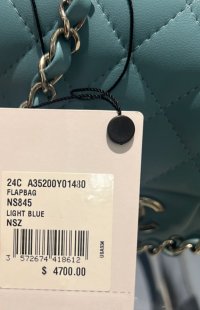 24C A35200Y01480
FLAPBAG
NS845
LIGHT BLUE
NSZ
3 572674 418612
$ 4700.00